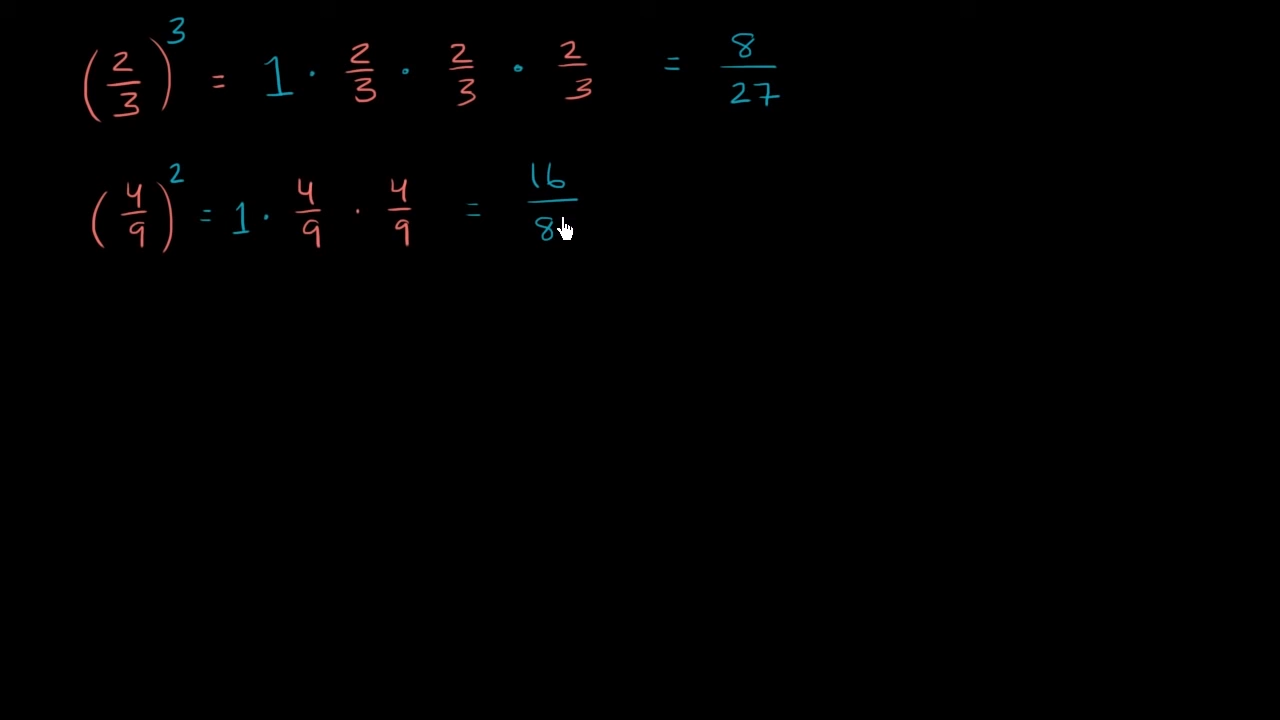 (2/3)³ = 1 · 2/3 · 2/3 · 2/3 = 8/27
(4/9)² = 1 · 4/9 · 4/9 = 16/8